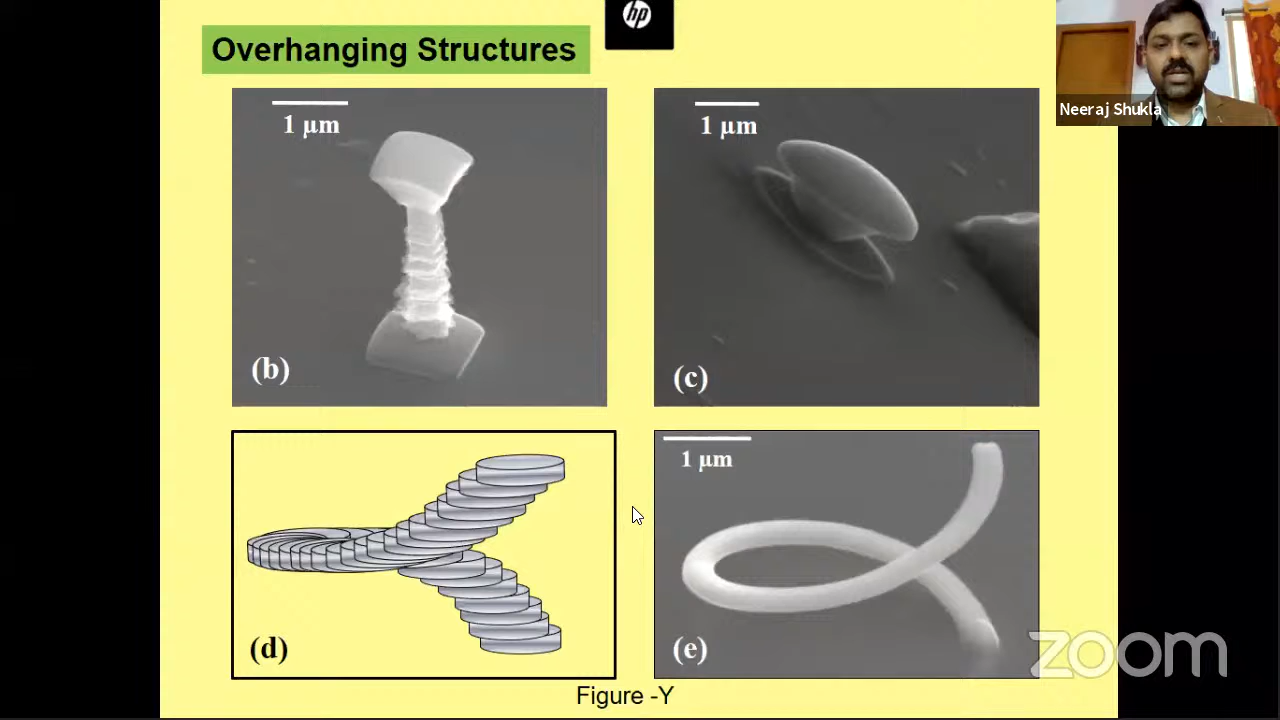 hp
Overhanging Structures
Neeraj Shukla
1 µm
1 µm
(b)
(c)
1 µm
(d)
(e)
zoom
Figure -Y